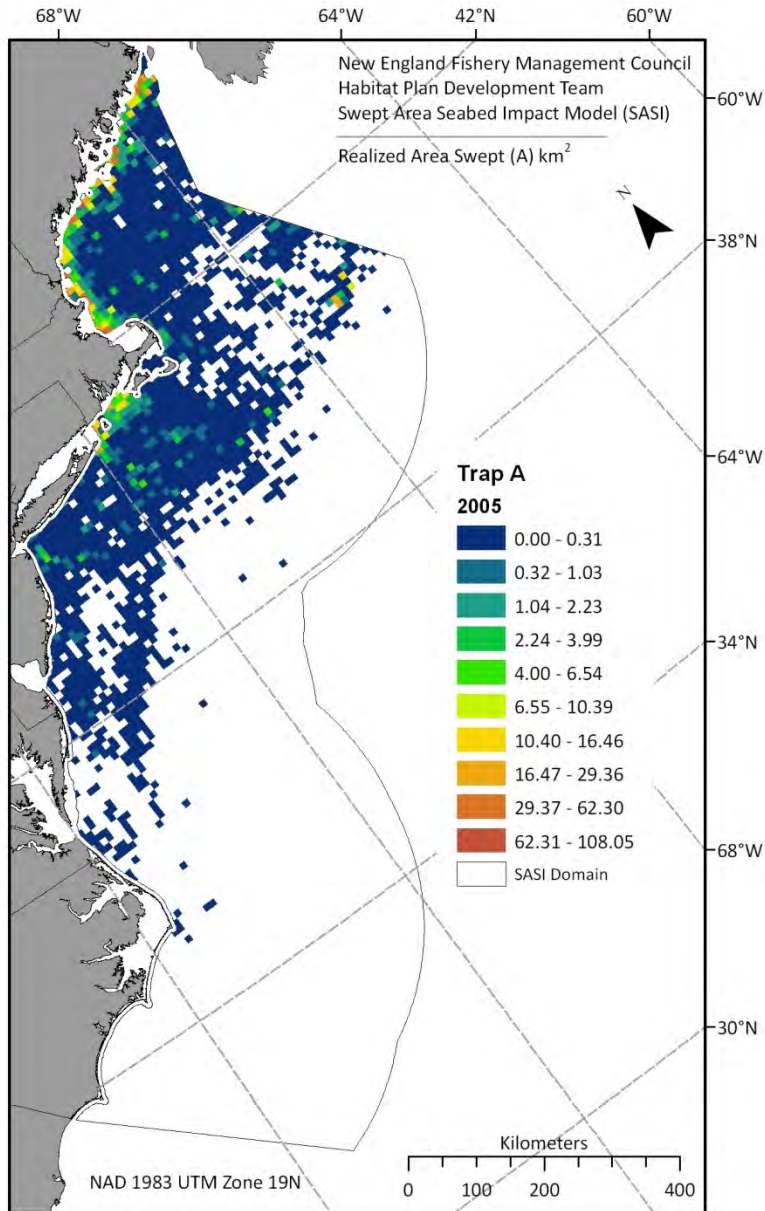 68°W 64°W 42°N 60°W
New England Fishery Management Council
Habitat Plan Development Team
Swept Area Seabed Impact Model (SASI)
Realized Area Swept (A) km²
60°W
N
38°N
64°W
Trap A
2005
0.00 - 0.31
0.32 - 1.03
1.04 - 2.23
2.24 - 3.99
4.00 - 6.54
6.55 - 10.39
10.40 - 16.46
16.47 - 29.36
29.37 - 62.30
62.31 - 108.05
SASI Domain
34°N
68°W
30°N
Kilometers
0 100 200 400
NAD 1983 UTM Zone 19N